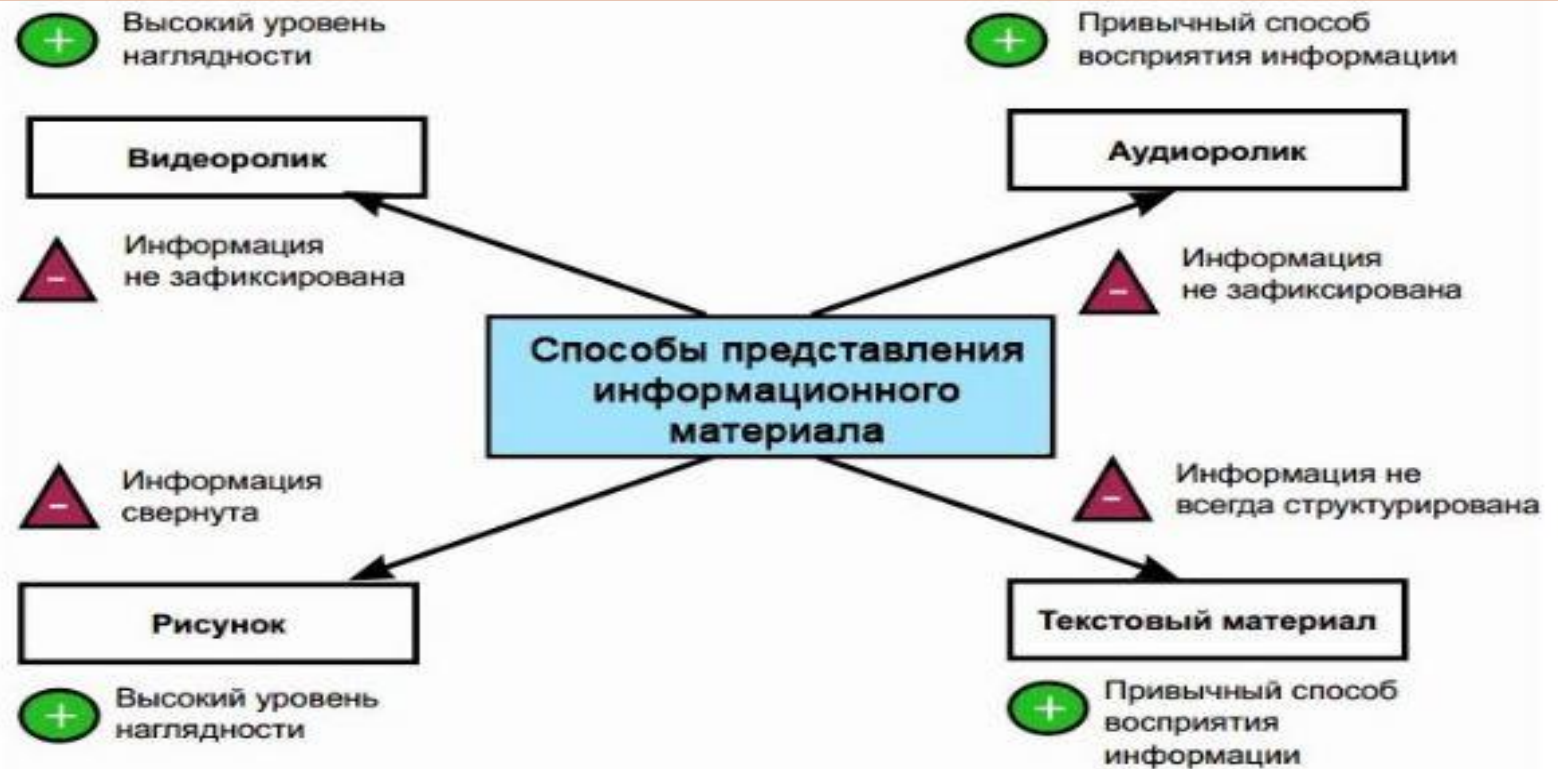 +
Высокий уровень
наглядности
Видеоролик
-
Информация
не зафиксирована
+
Привычный способ
восприятия информации
Аудиоролик
-
Информация
не зафиксирована
Способы представления
информационного
материала
-
Информация
свернута
Рисунок
+
Высокий уровень
наглядности
-
Информация не
всегда структурирована
Текстовый материал
+
Привычный способ
восприятия
информации